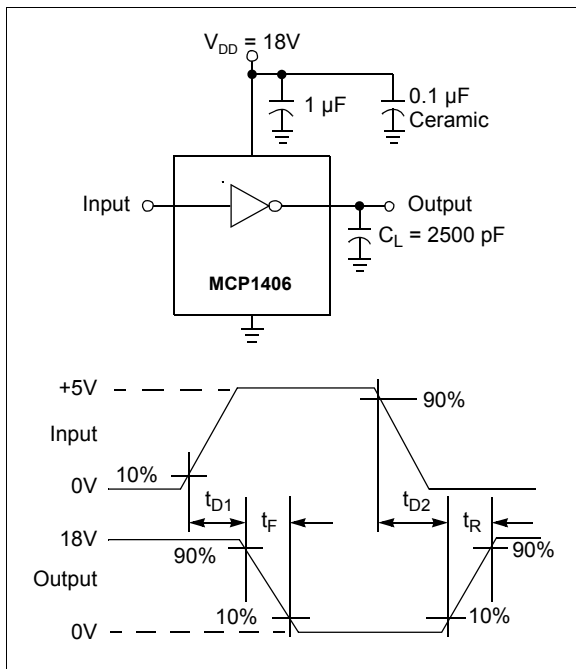 V_DD = 18V
1 µF
0.1 µF
Ceramic
Input
Output
C_L = 2500 pF
MCP1406
+5V
90%
Input
10%
0V
t_D1
t_F
t_D2
t_R
18V
90%
90%
Output
10%
10%
0V